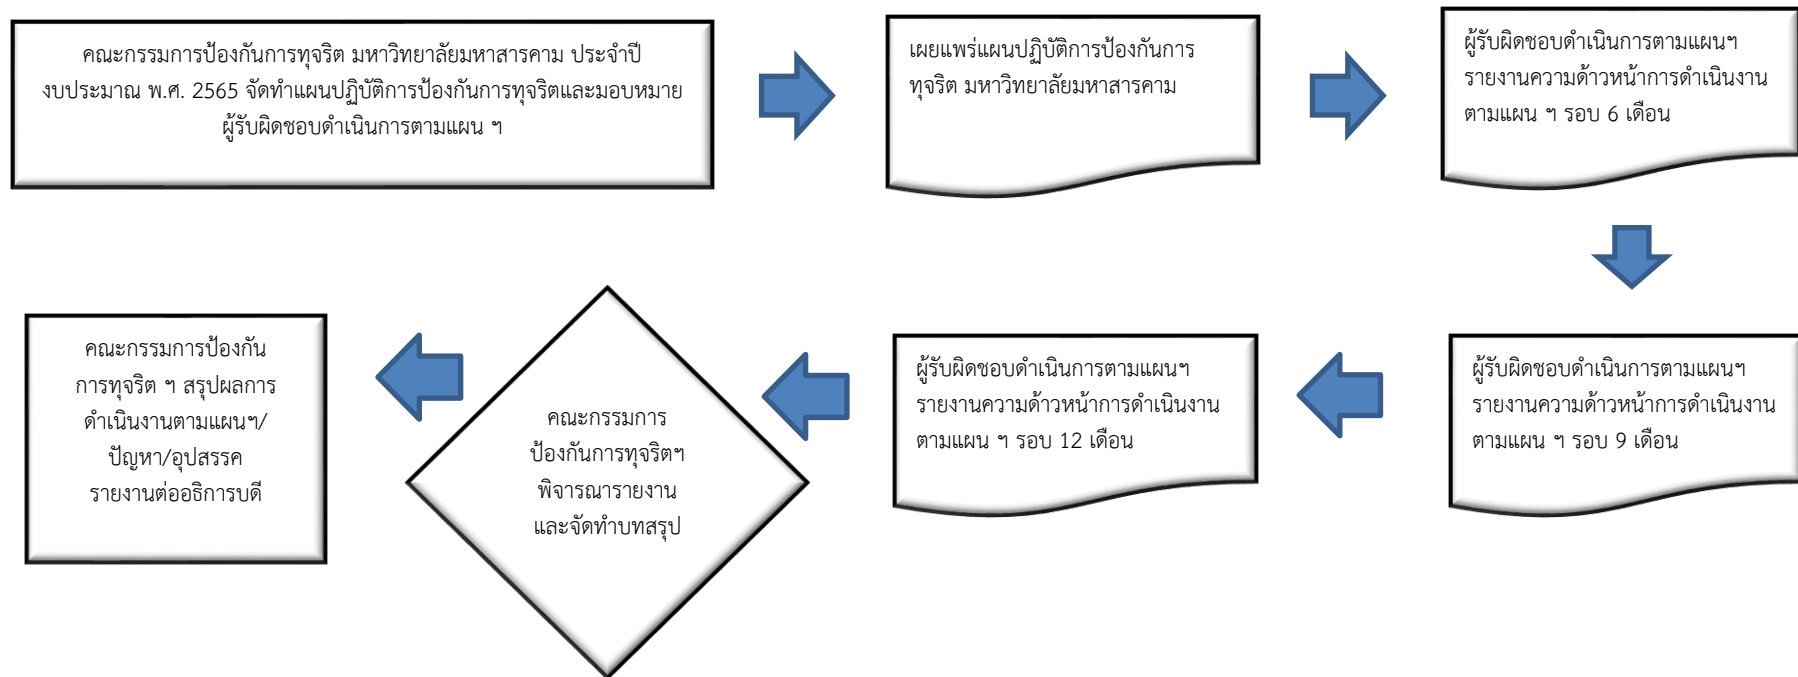 คณะกรรมการป้องกันการทุจริต มหาวิทยาลัยมหาสารคาม ประจำปี
งบประมาณ พ.ศ. 2565 จัดทำแผนปฏิบัติการป้องกันการทุจริตและมอบหมาย
ผู้รับผิดชอบดำเนินการตามแผน ฯ
เผยแพร่แผนปฏิบัติการป้องกันการ
ทุจริต มหาวิทยาลัยมหาสารคาม
ผู้รับผิดชอบดำเนินการตามแผนฯ
รายงานความด้าวหน้าการดำเนินงาน
ตามแผน ฯ รอบ 6 เดือน
ผู้รับผิดชอบดำเนินการตามแผนฯ
รายงานความด้าวหน้าการดำเนินงาน
ตามแผน ฯ รอบ 9 เดือน
ผู้รับผิดชอบดำเนินการตามแผนฯ
รายงานความด้าวหน้าการดำเนินงาน
ตามแผน ฯ รอบ 12 เดือน
คณะกรรมการ
ป้องกันการทุจริตฯ
พิจารณารายงาน
และจัดทำบทสรุป
คณะกรรมการป้องกัน
การทุจริต ฯ สรุปผลการ
ดำเนินงานตามแผนฯ/
ปัญหา/อุปสรรค
รายงานต่ออธิการบดี